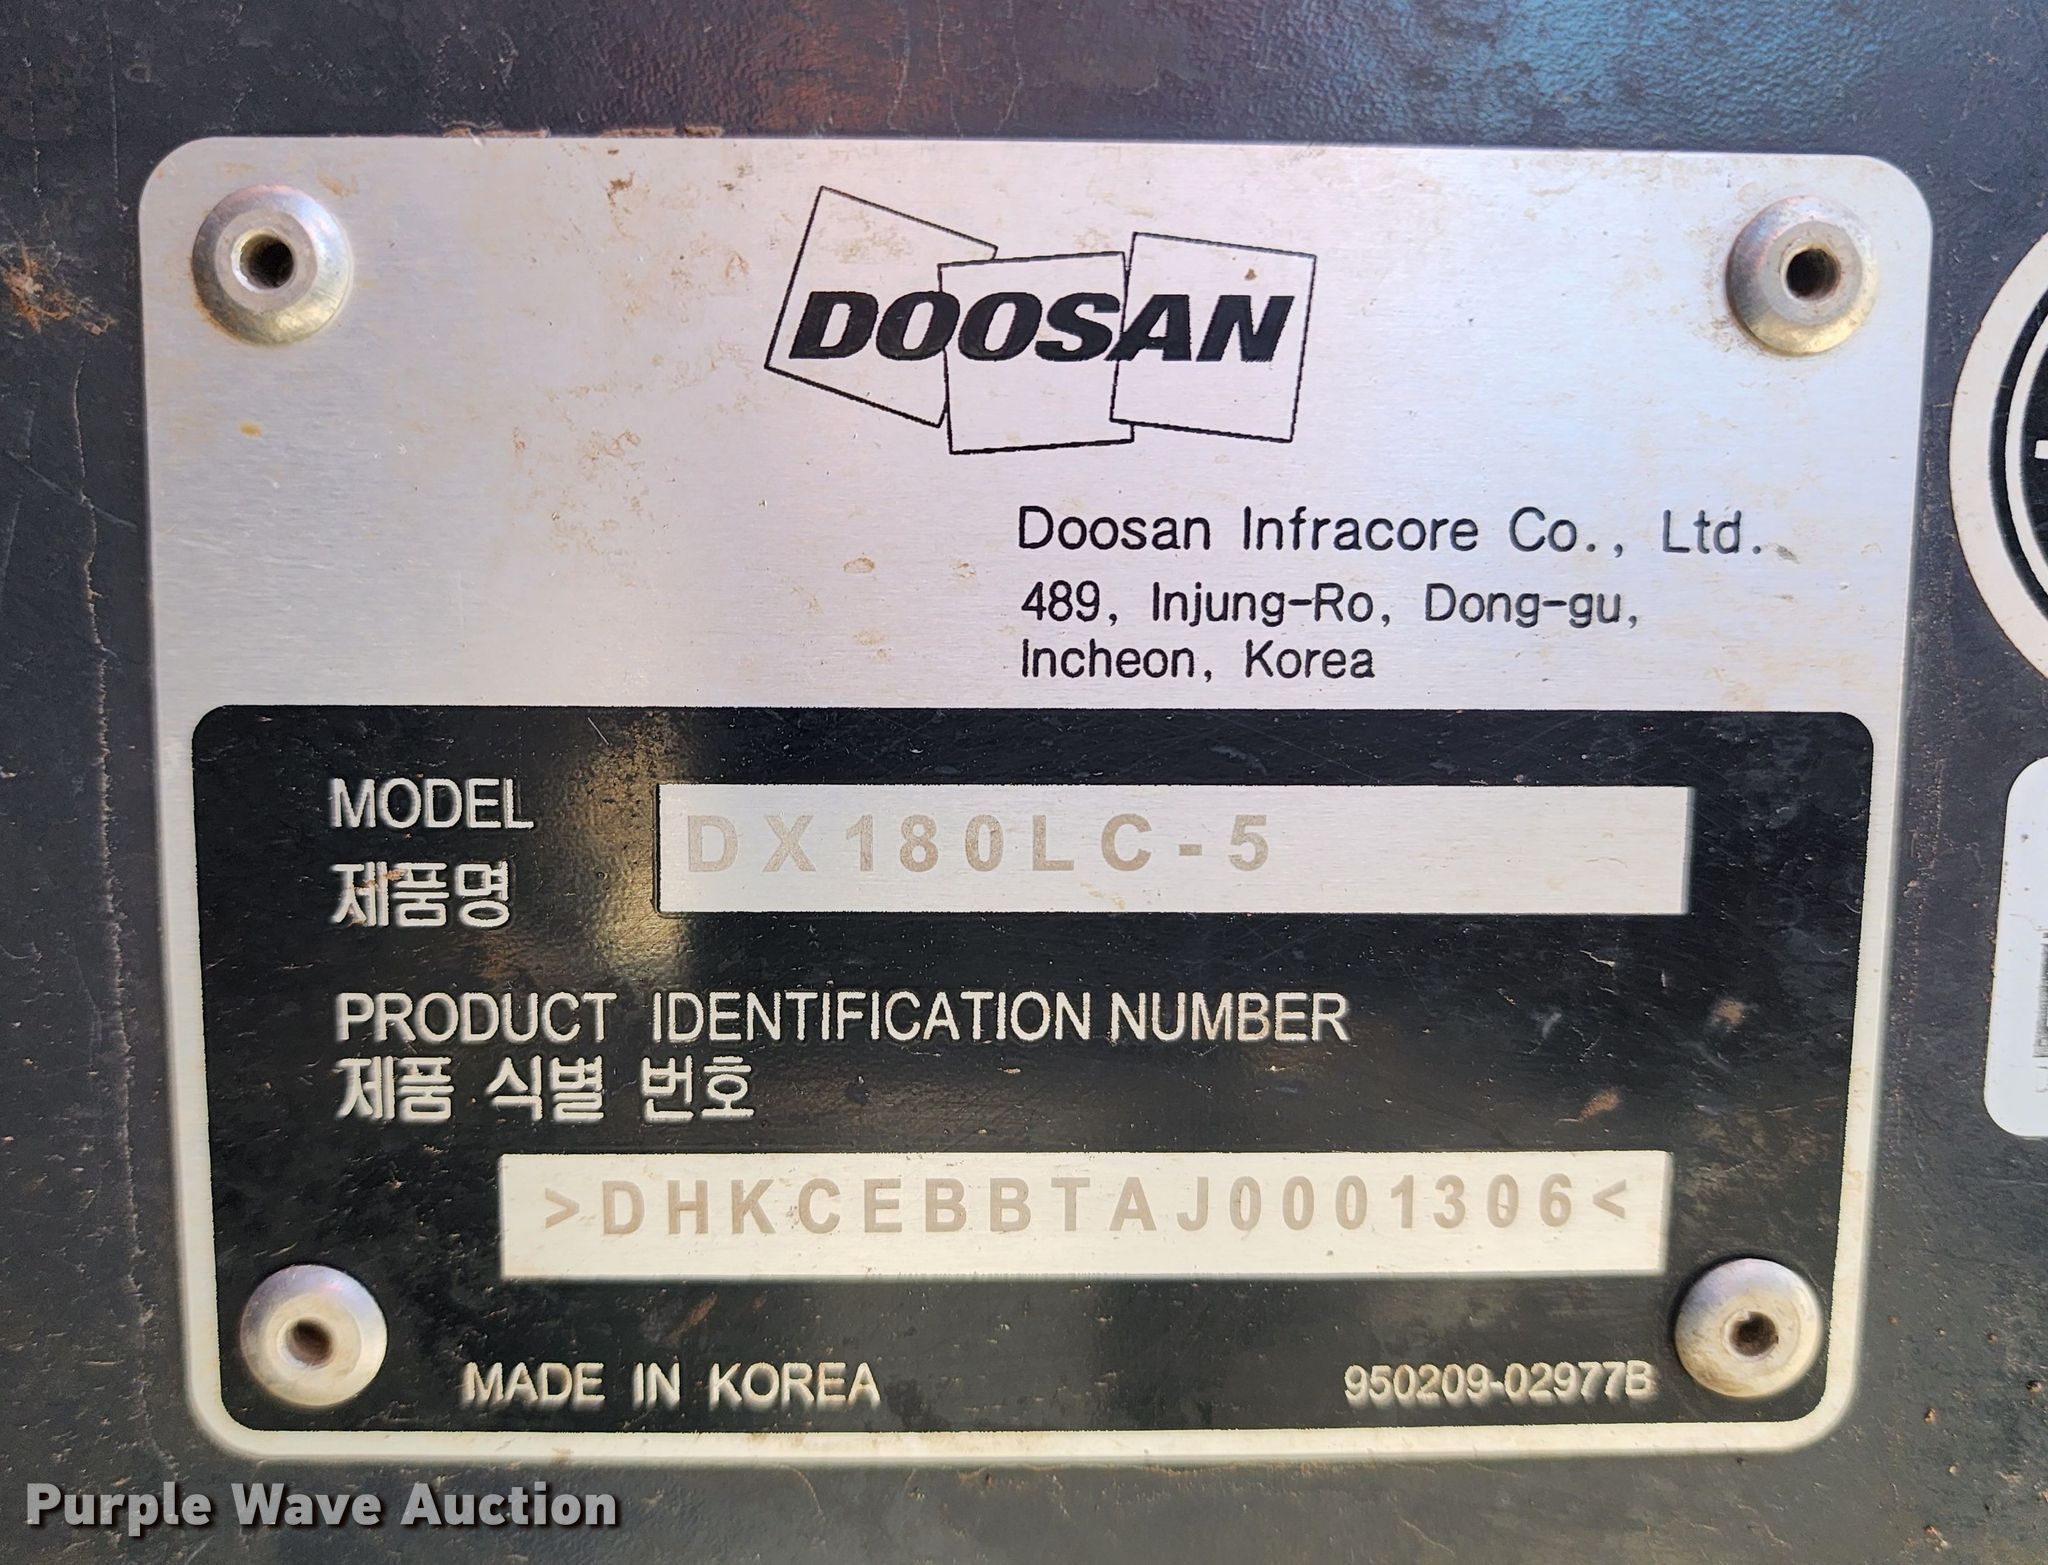 DOOSAN
Doosan Infracore Co., Ltd.
489, Injung-Ro, Dong-gu,
Incheon, Korea
MODEL
제품명
DX180LC-5
PRODUCT IDENTIFICATION NUMBER
제품 식별 번호
>DHKCEBBTAJ0001306<
MADE IN KOREA
950209-02977B
Purple Wave Auction